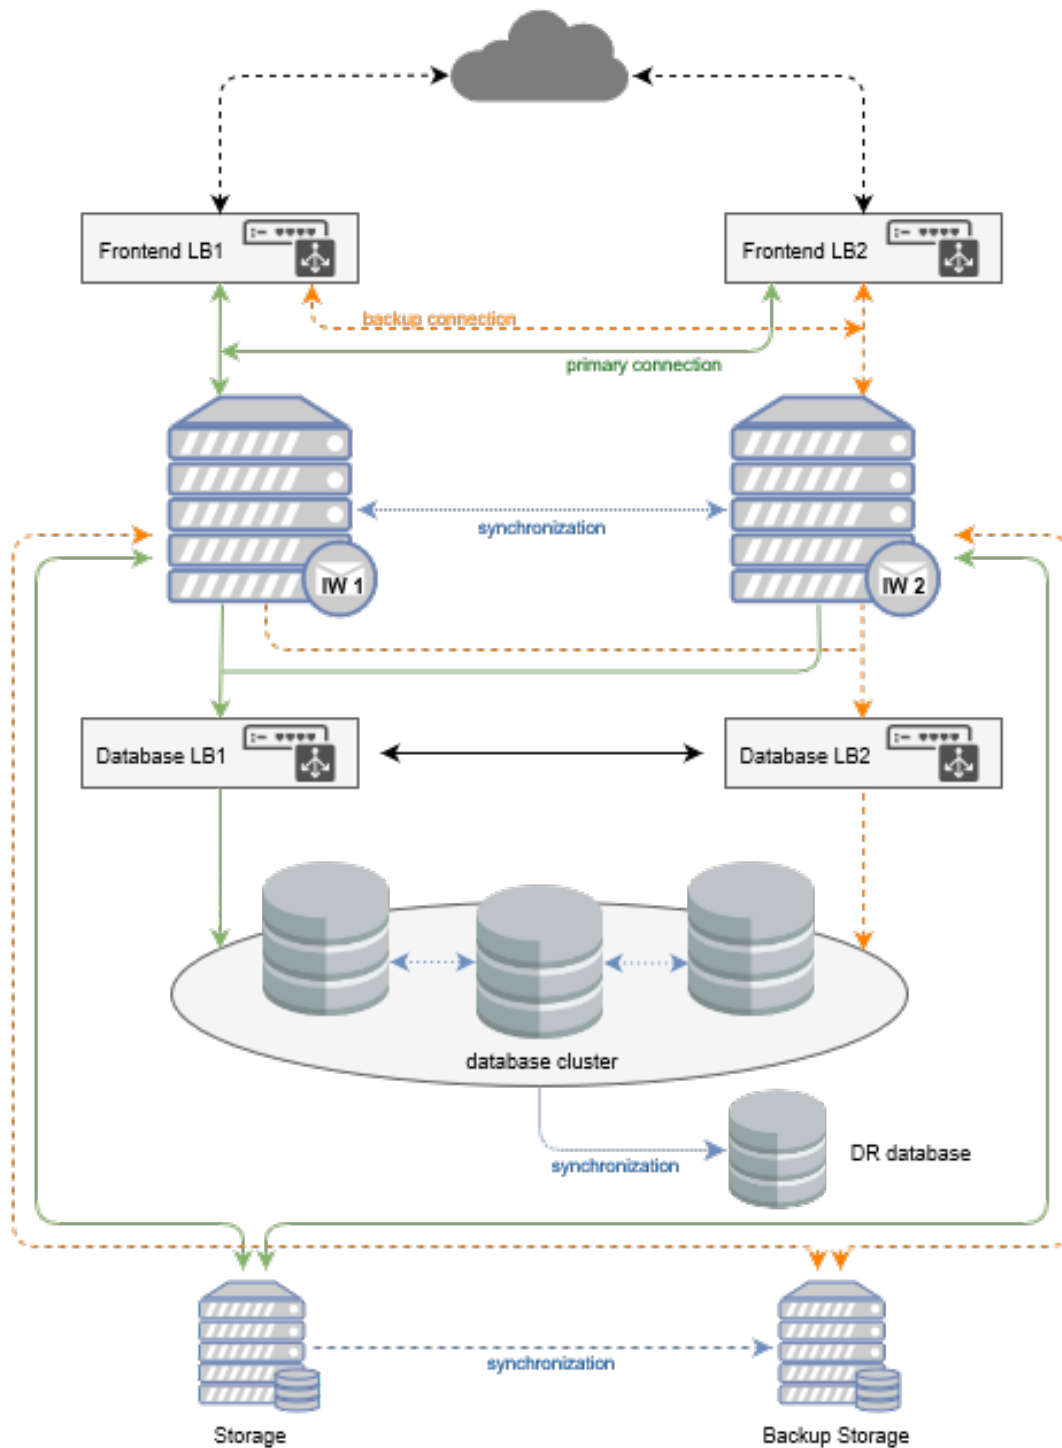 Frontend LB1
Frontend LB2
backup connection
primary connection
synchronization
IW 1
IW 2
Database LB1
Database LB2
database cluster
synchronization
DR database
synchronization
Storage
Backup Storage